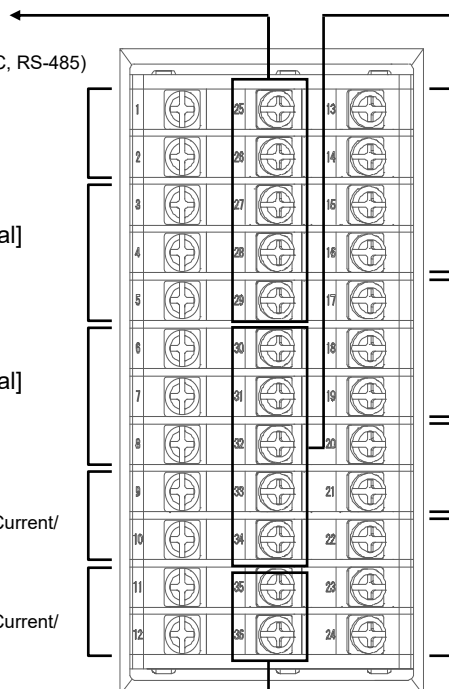 C, RS-485)
1 25 13
2 26 14
3 27 15
al]
4 28 16
5 29 17
6 30 18
al]
7 31 19
8 32 20
9 33 21
Current/
10 34 22
11 35 23
Current/
12 36 24